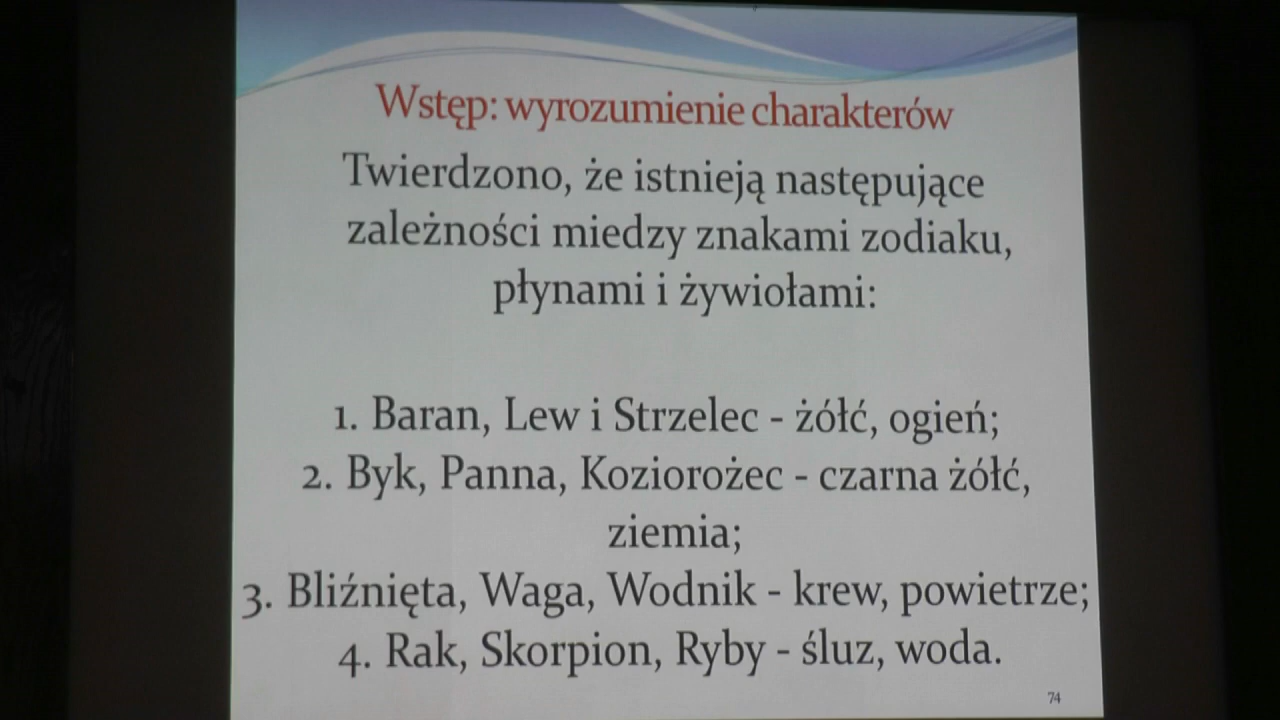 Wstęp: wyrozumienie charakterów
Twierdzono, że istnieją następujące
zależności miedzy znakami zodiaku,
płynami i żywiołami:
1. Baran, Lew i Strzelec - żółć, ogień;
2. Byk, Panna, Koziorożec - czarna żółć,
ziemia;
3. Bliźnięta, Waga, Wodnik - krew, powietrze;
4. Rak, Skorpion, Ryby - śluz, woda.
74